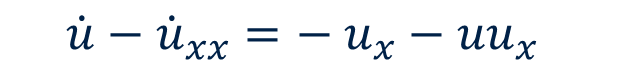 u̇ − u̇ₓₓ = − uₓ − uuₓ